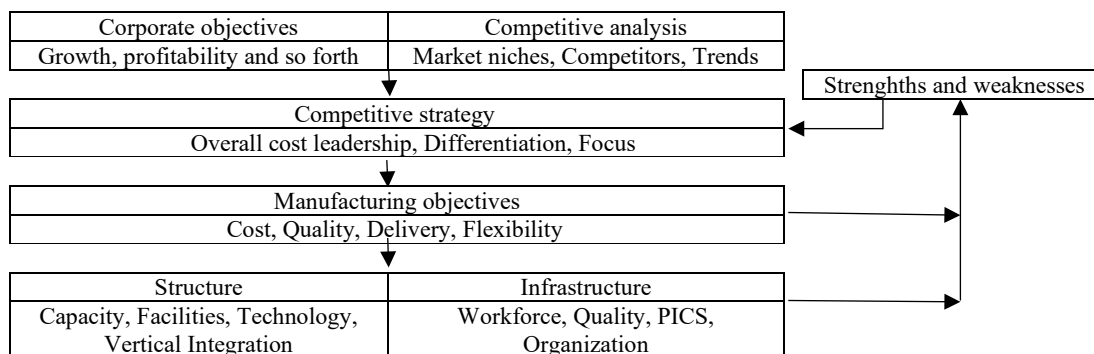 Corporate objectives
Competitive analysis
Growth, profitability and so forth
Market niches, Competitors, Trends
Strenghths and weaknesses
Competitive strategy
Overall cost leadership, Differentiation, Focus
Manufacturing objectives
Cost, Quality, Delivery, Flexibility
Structure
Infrastructure
Capacity, Facilities, Technology,
Vertical Integration
Workforce, Quality, PICS,
Organization